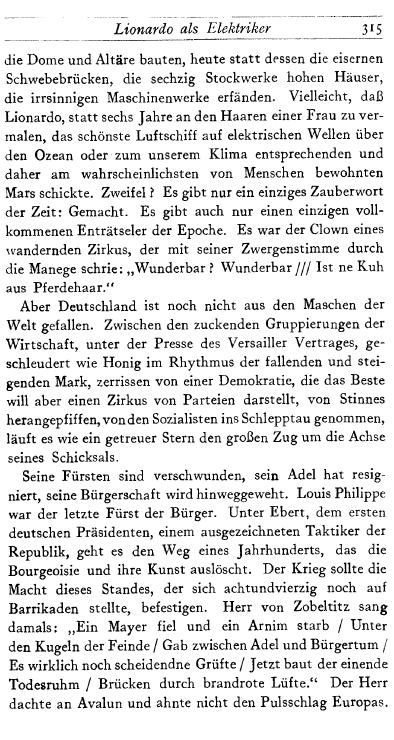 Lionardo als Elektriker 315
die Dome und Altäre bauten, heute statt dessen die eisernen
Schwebebrücken, die sechzig Stockwerke hohen Häuser,
die irrsinnigen Maschinenwerke erfänden. Vielleicht, daß
Lionardo, statt sechs Jahre an den Haaren einer Frau zu ver-
malen, das schönste Luftschiff auf elektrischen Wellen über
den Ozean oder zum unserem Klima entsprechenden und
daher am wahrscheinlichsten von Menschen bewohnten
Mars schickte. Zweifel? Es gibt nur ein einziges Zauberwort
der Zeit: Gemacht. Es gibt auch nur einen einzigen voll-
kommenen Enträtseler der Epoche. Es war der Clown eines
wandernden Zirkus, der mit seiner Zwergenstimme durch
die Manege schrie: „Wunderbar? Wunderbar /// Ist ne Kuh
aus Pferdehaar.“
Aber Deutschland ist noch nicht aus den Maschen der
Welt gefallen. Zwischen den zuckenden Gruppierungen der
Wirtschaft, unter der Presse des Versailler Vertrages, ge-
schleudert wie Honig im Rhythmus der fallenden und stei-
genden Mark, zerrissen von einer Demokratie, die das Beste
will aber einen Zirkus von Parteien darstellt, von Stinnes
herangepfiffen, von den Sozialisten ins Schlepptau genommen,
läuft es wie ein getreuer Stern den großen Zug um die Achse
seines Schicksals.
Seine Fürsten sind verschwunden, sein Adel hat resig-
niert, seine Bürgerschaft wird hinweggeweht. Louis Philippe
war der letzte Fürst der Bürger. Unter Ebert, dem ersten
deutschen Präsidenten, einem ausgezeichneten Taktiker der
Republik, geht es den Weg eines Jahrhunderts, das die
Bourgeoisie und ihre Kunst auslöscht. Der Krieg sollte die
Macht dieses Standes, der sich achtundvierzig noch auf
Barrikaden stellte, befestigen. Herr von Zobeltitz sang
damals: „Ein Mayer fiel und ein Arnim starb / Unter
den Kugeln der Feinde / Gab zwischen Adel und Bürgertum /
Es wirklich noch scheidendne Grüfte / Jetzt baut der einende
Todesruhm / Brücken durch brandrote Lüfte.“ Der Herr
dachte an Avalun und ahnte nicht den Pulsschlag Europas.